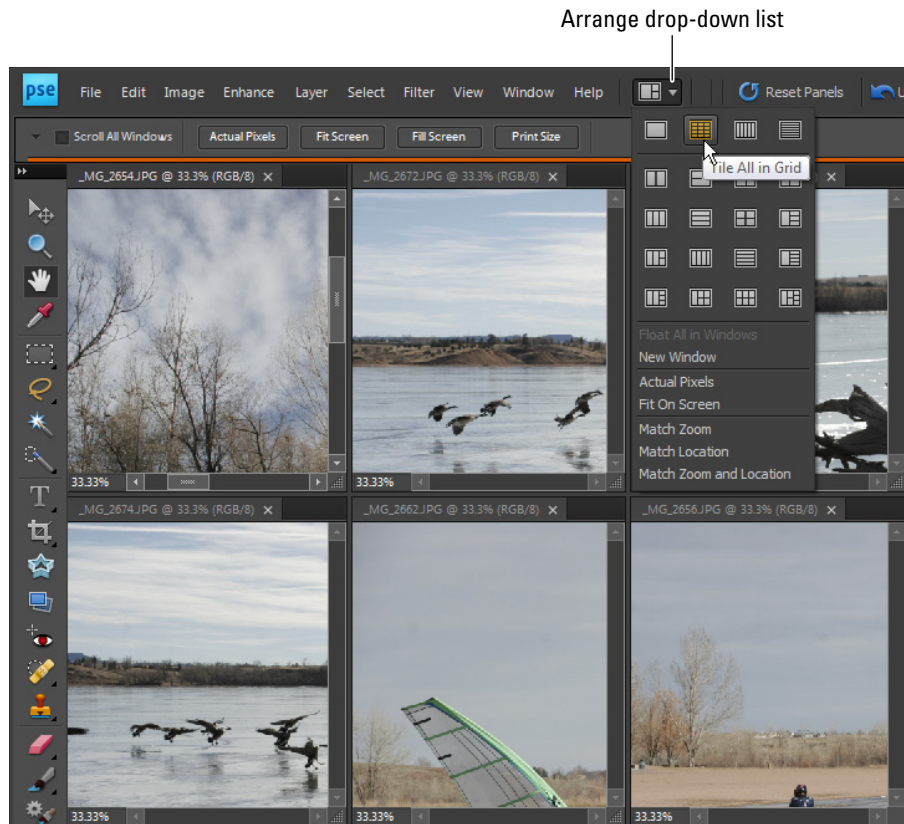 Arrange drop-down list
pse File Edit Image Enhance Layer Select Filter View Window Help Reset Panels
Scroll All Windows Actual Pixels Fit Screen Fill Screen Print Size
Tile All in Grid
_MG_2654.JPG @ 33.3% (RGB/8) × _MG_2672.JPG @ 33.3% (RGB/8) × ×
Float All in Windows
New Window
Actual Pixels
Fit On Screen
Match Zoom
Match Location
Match Zoom and Location
33.33% 33.33%
_MG_2674.JPG @ 33.3% (RGB/8) × _MG_2662.JPG @ 33.3% (RGB/8) × _MG_2656.JPG @ 33.3% (RGB/8) ×
T
33.33% 33.33% 33.33%